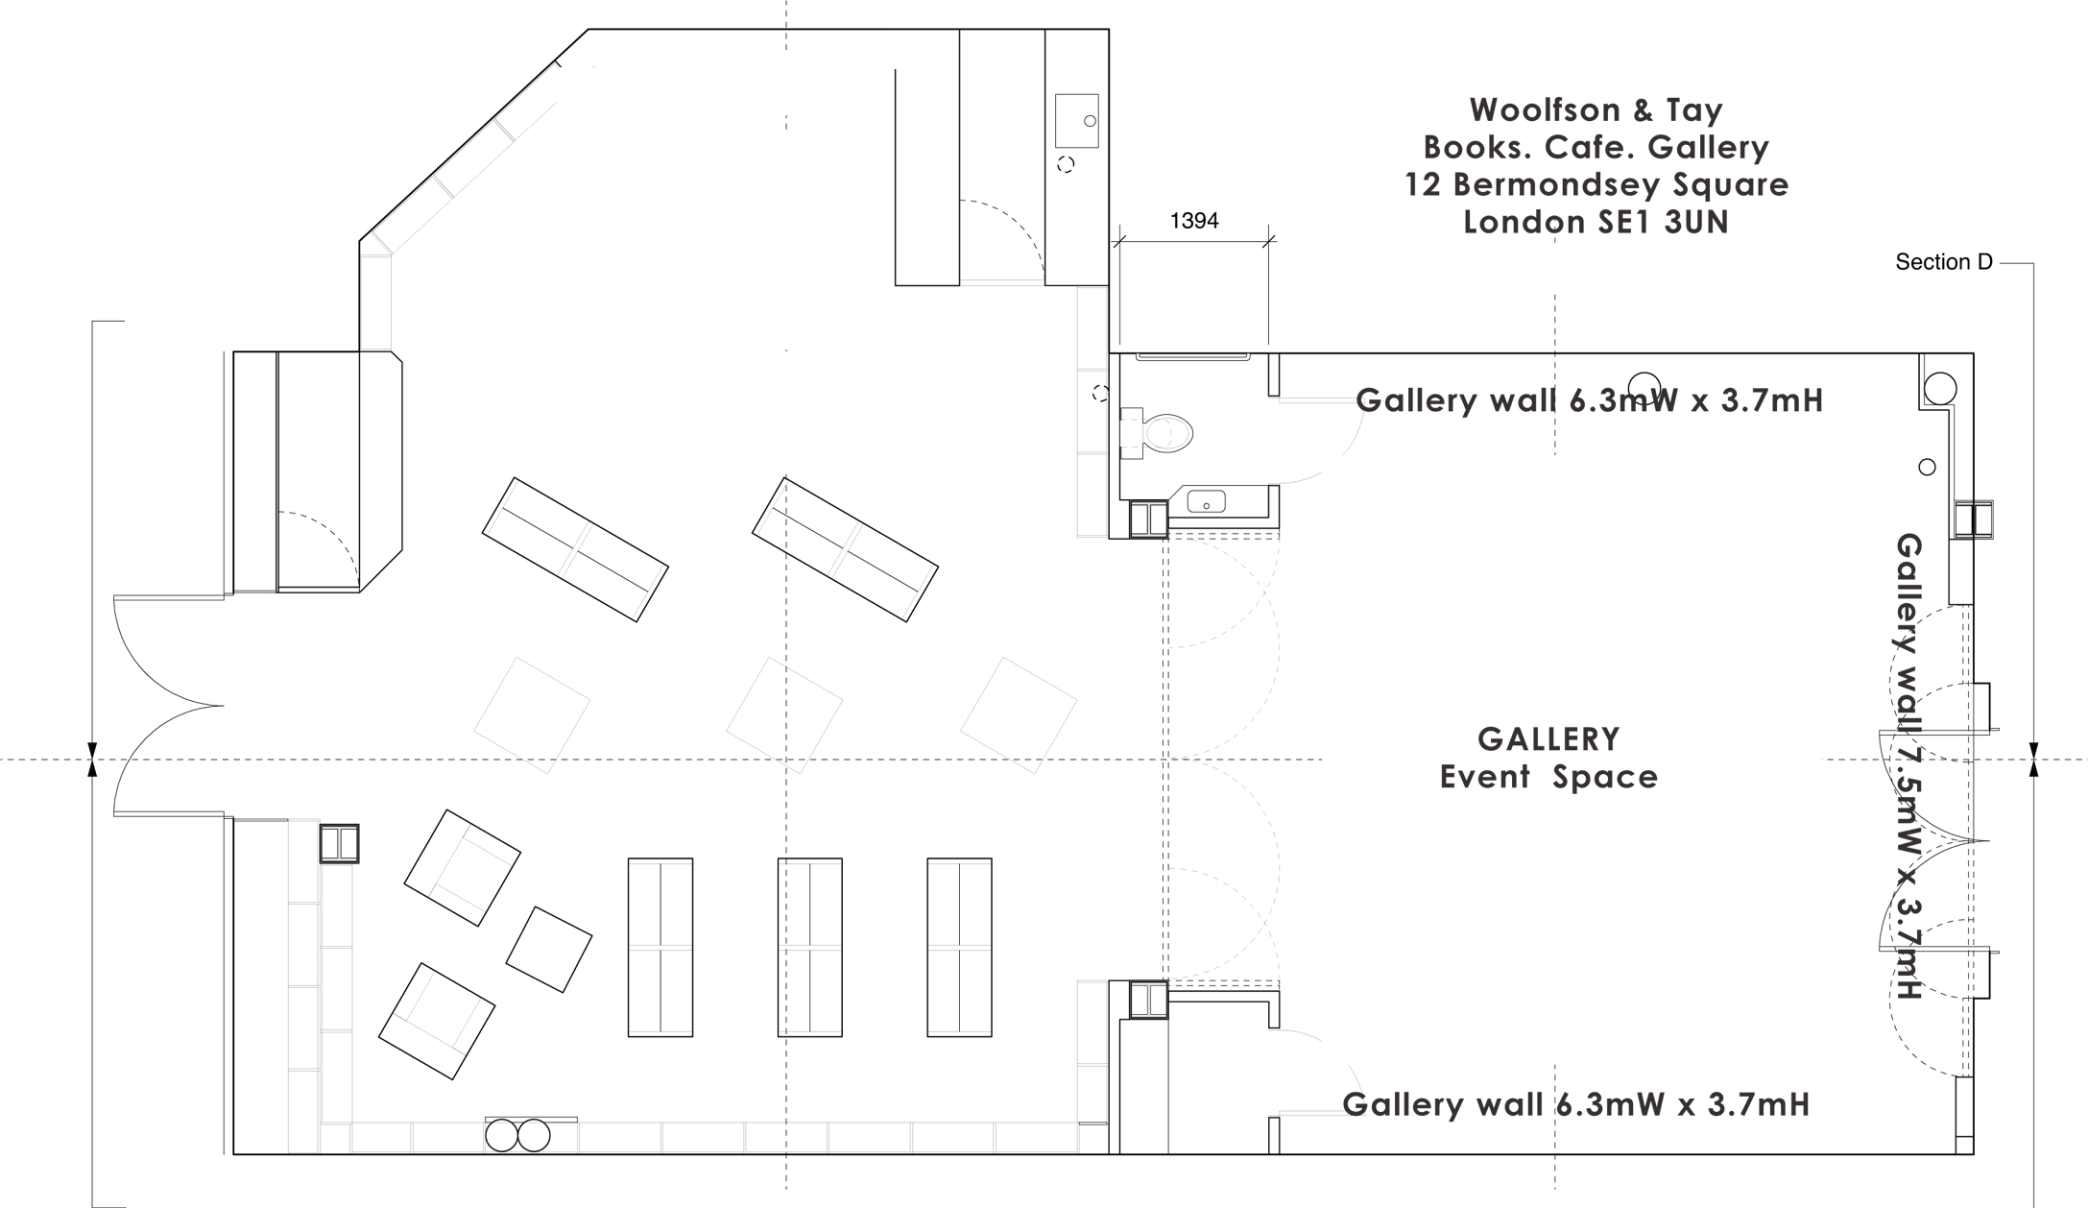 Woolfson & Tay
Books. Cafe. Gallery
12 Bermondsey Square
London SE1 3UN
1394
Section D
Gallery wall 6.3mW x 3.7mH
Gallery wall 7.5mW x 3.7mH
GALLERY
Event Space
Gallery wall 6.3mW x 3.7mH